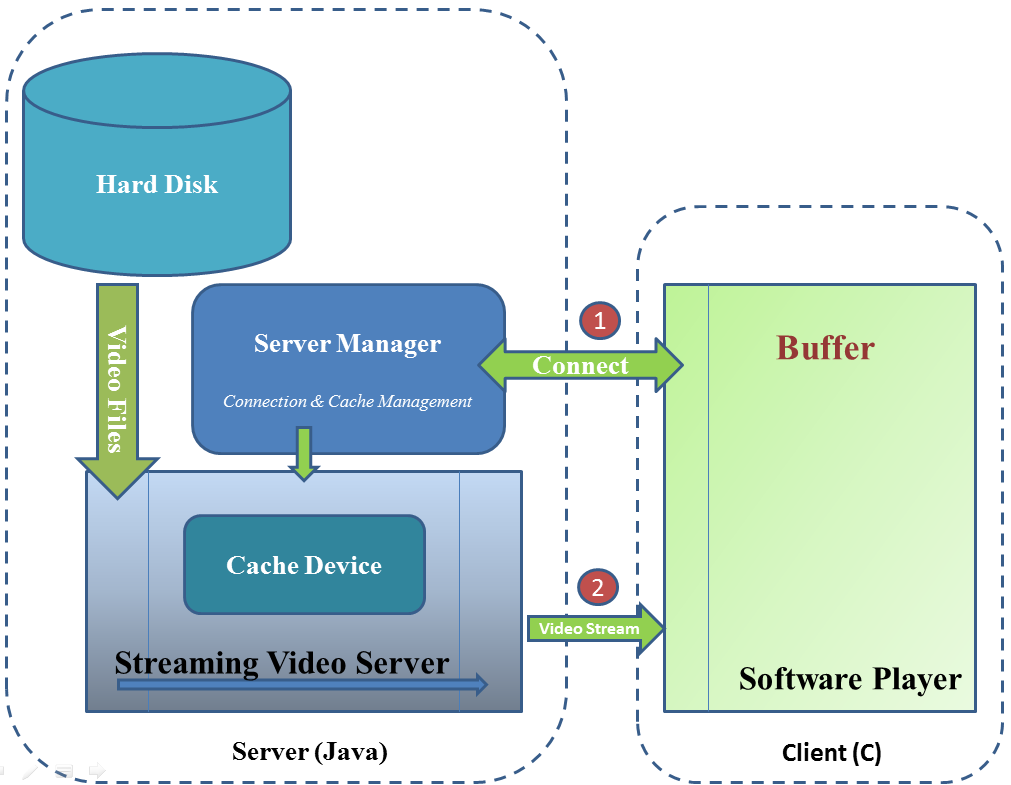 Hard Disk
Video Files
Server Manager
Connection & Cache Management
1
Connect
Buffer
Cache Device
2
Video Stream
Streaming Video Server
Software Player
Server (Java)
Client (C)